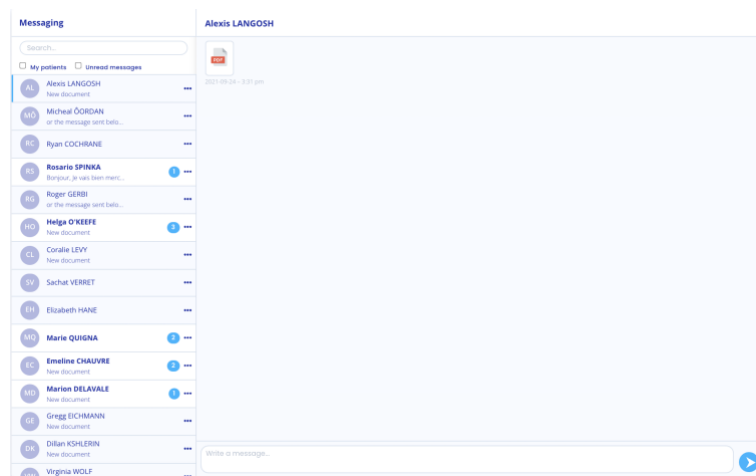 Messaging
Search...
My patients
Unread messages
AL
Alexis LANGOSH
New document
MÔ
Micheal ÔORDAN
or the message sent belo...
RC
Ryan COCHRANE
RS
Rosario SPINKA
Bonjour, je vais bien merc...
1
RG
Roger GERBI
or the message sent belo...
HO
Helga O'KEEFE
New document
3
CL
Coralie LEVY
New document
SV
Sachat VERRET
EH
Elizabeth HANE
MQ
Marie QUIGNA
2
EC
Emeline CHAUVRE
New document
2
MD
Marion DELAVALE
New document
1
GE
Gregg EICHMANN
New document
DK
Dillan KSHLERIN
New document
Virginia WOLF
Alexis LANGOSH
PDF
2021-09-24 - 3:31 pm
Write a message...